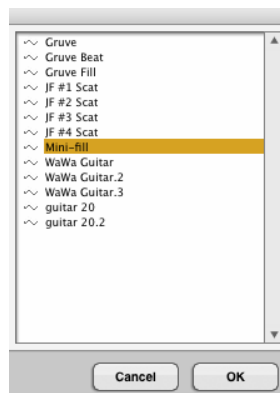 Gruve
Gruve Beat
Gruve Fill
JF #1 Scat
JF #2 Scat
JF #3 Scat
JF #4 Scat
Mini-fill
WaWa Guitar
WaWa Guitar.2
WaWa Guitar.3
guitar 20
guitar 20.2
Cancel OK